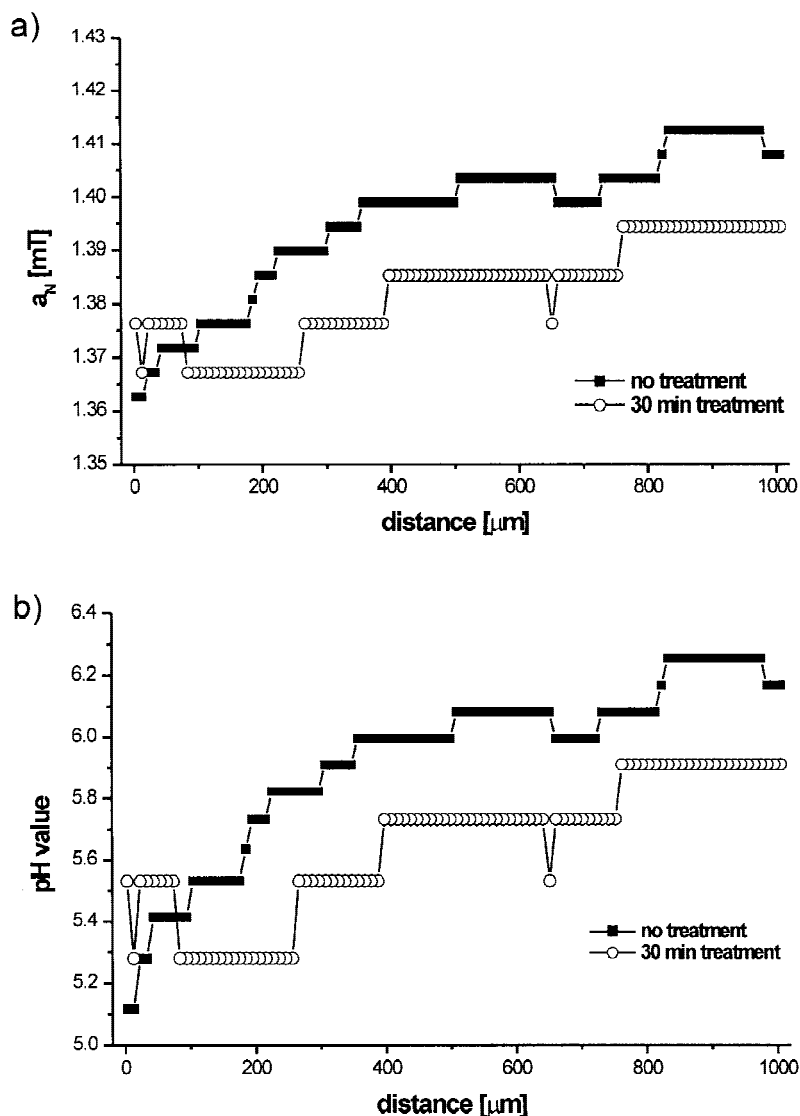 a)
1.43
1.42
1.41
1.40
1.39
1.38
1.37
1.36
1.35
a_N [mT]
no treatment
30 min treatment
0 200 400 600 800 1000
distance [μm]
b)
6.4
6.2
6.0
5.8
5.6
5.4
5.2
5.0
pH value
no treatment
30 min treatment
0 200 400 600 800 1000
distance [μm]